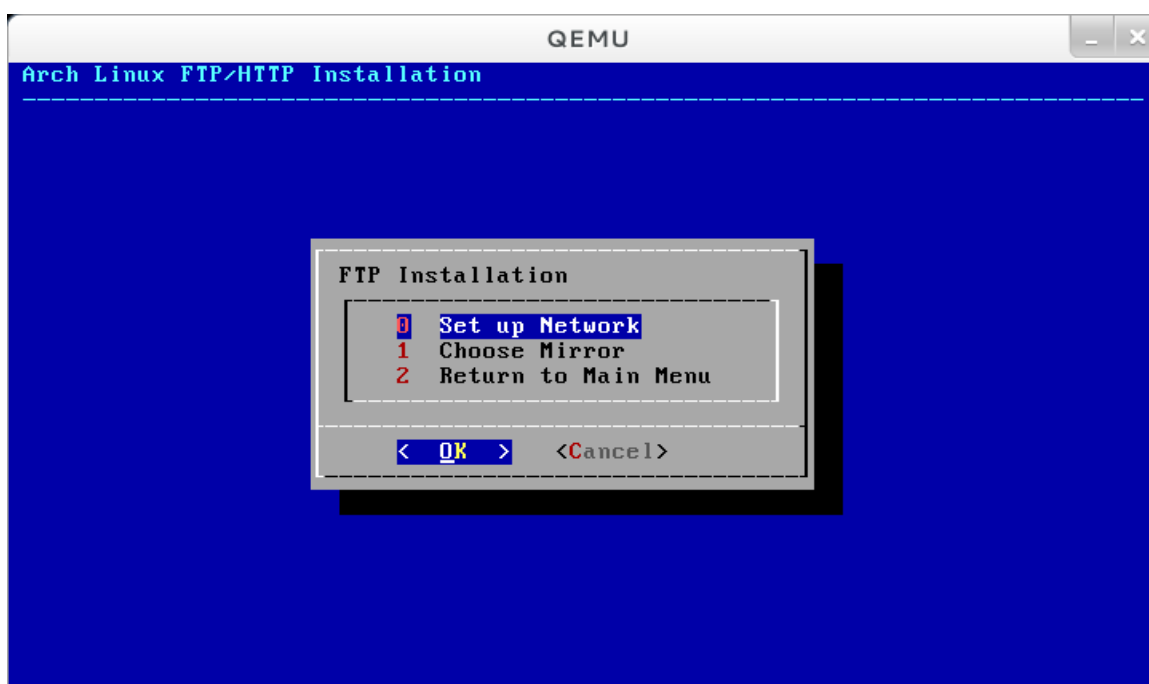 QEMU
Arch Linux FTP/HTTP Installation
FTP Installation
0 Set up Network
1 Choose Mirror
2 Return to Main Menu
< OK > <Cancel>